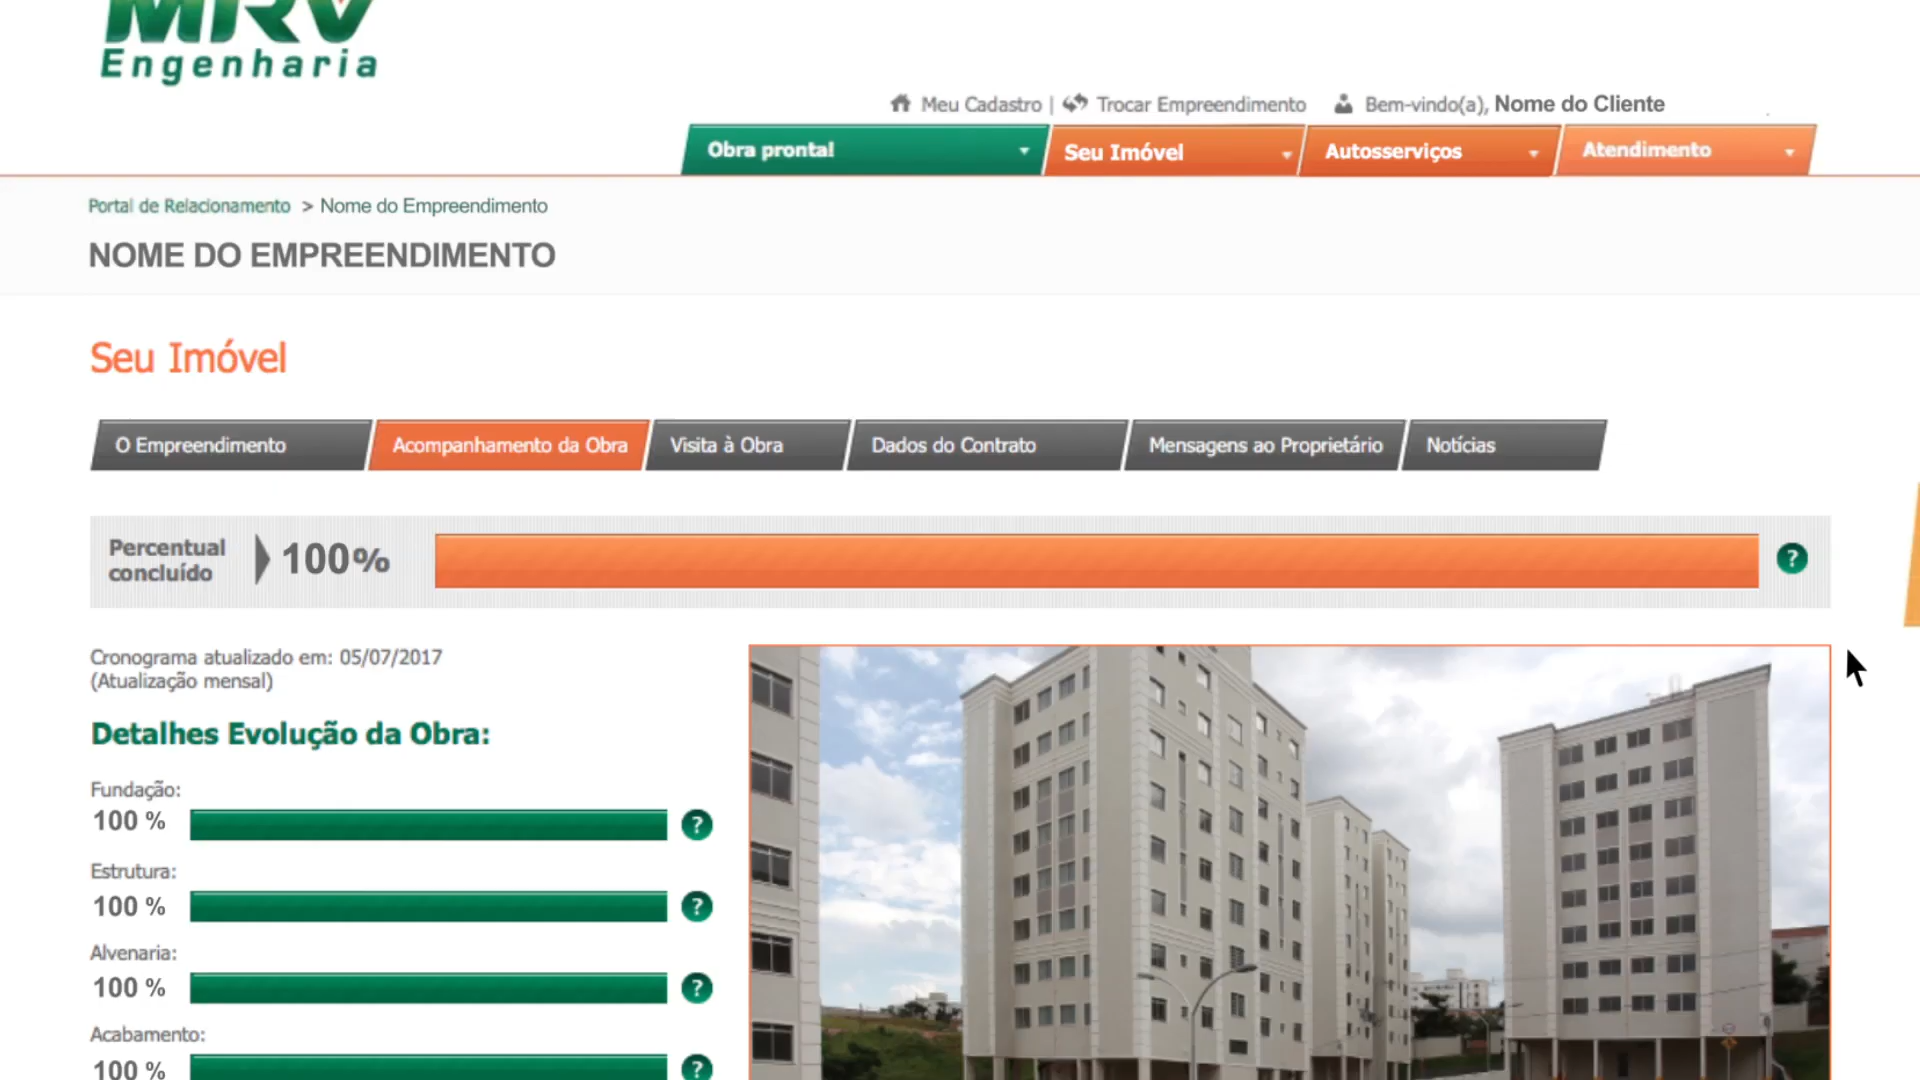 MRV
Engenharia
Meu Cadastro | Trocar Empreendimento Bem-vindo(a), Nome do Cliente
Obra pronta! Seu Imóvel Autosserviços Atendimento
Portal de Relacionamento > Nome do Empreendimento
NOME DO EMPREENDIMENTO
Seu Imóvel
O Empreendimento Acompanhamento da Obra Visita à Obra Dados do Contrato Mensagens ao Proprietário Notícias
Percentual
concluído
100%
?
Cronograma atualizado em: 05/07/2017
(Atualização mensal)
Detalhes Evolução da Obra:
Fundação:
100 % ?
Estrutura:
100 % ?
Alvenaria:
100 % ?
Acabamento:
100 % ?